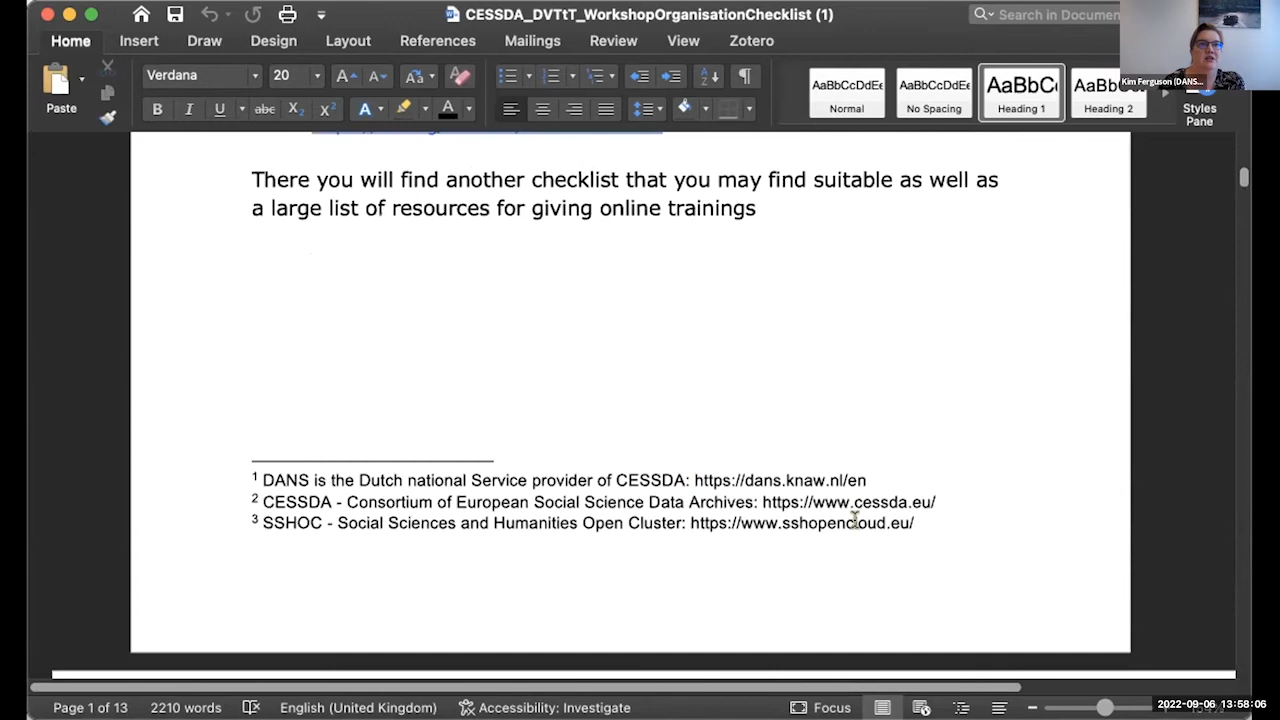 CESSDA_DVTtT_WorkshopOrganisationChecklist (1)
Search in Documen
Home Insert Draw Design Layout References Mailings Review View Zotero
Kim Ferguson (DANS...
Paste
Verdana 20
AaBbCcDdEe Normal
AaBbCcDdEe No Spacing
AaBbCc Heading 1
AaBbCcD Heading 2
Styles Pane
There you will find another checklist that you may find suitable as well as
a large list of resources for giving online trainings
1 DANS is the Dutch national Service provider of CESSDA: https://dans.knaw.nl/en
2 CESSDA - Consortium of European Social Science Data Archives: https://www.cessda.eu/
3 SSHOC - Social Sciences and Humanities Open Cluster: https://www.sshopencloud.eu/
Page 1 of 13 2210 words English (United Kingdom) Accessibility: Investigate Focus
2022-09-06 13:58:06